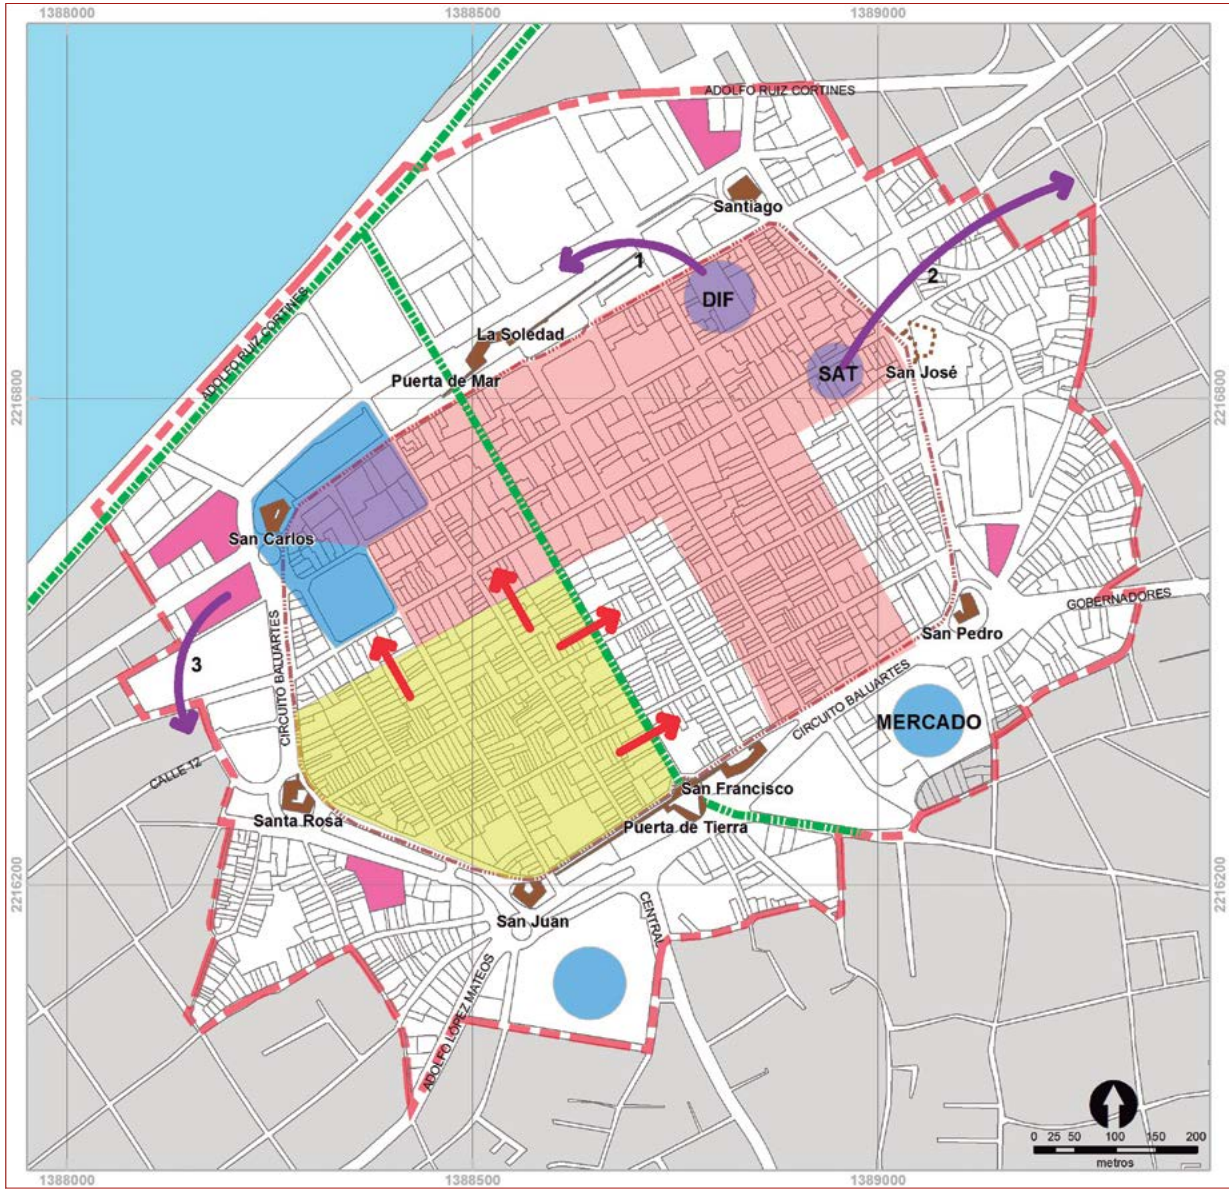 1388000
1388500
1389000
ADOLFO RUIZ CORTINES
Santiago
2
1
DIF
ADOLFO RUIZ CORTINES
La Soledad
Puerta de Mar
SAT
San José
2216800
2216800
San Carlos
GOBERNADORES
San Pedro
CIRCUITO BALUARTES
3
CIRCUITO BALUARTES
MERCADO
CALLE 12
San Francisco
Santa Rosa
Puerta de Tierra
2216200
2216200
San Juan
CENTRAL
ADOLFO LÓPEZ MATEOS
0 25 50 100 150 200
metros
1388000
1388500
1389000